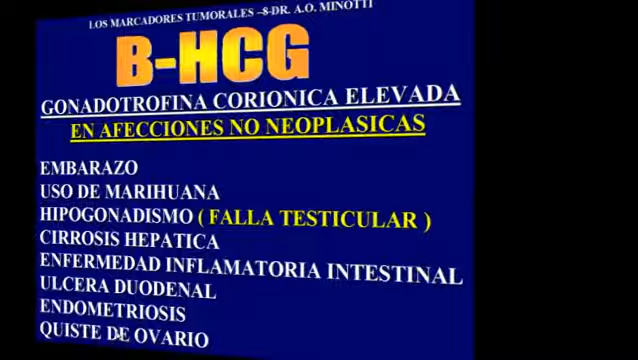 LOS MARCADORES TUMORALES –8-DR. A.O. MINOTTI
B-HCG
GONADOTROFINA CORIONICA ELEVADA
EN AFECCIONES NO NEOPLASICAS
EMBARAZO
USO DE MARIHUANA
HIPOGONADISMO ( FALLA TESTICULAR )
CIRROSIS HEPATICA
ENFERMEDAD INFLAMATORIA INTESTINAL
ULCERA DUODENAL
ENDOMETRIOSIS
QUISTE DE OVARIO